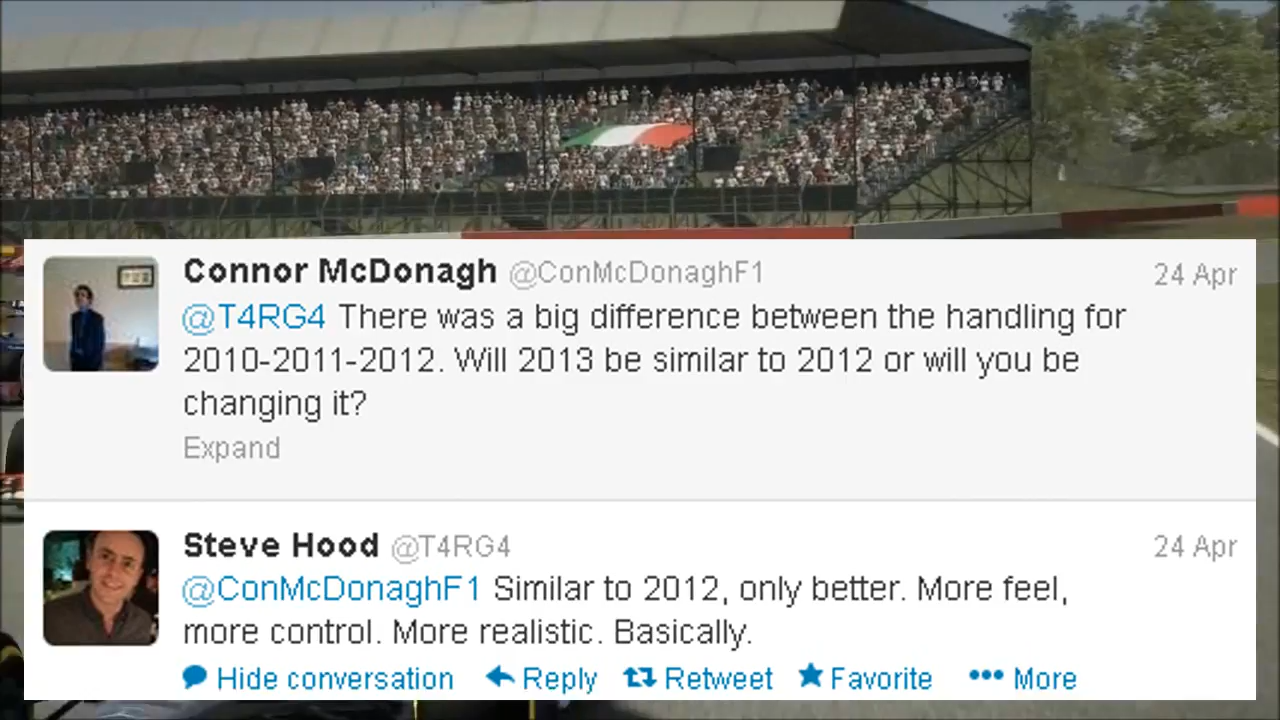 Connor McDonagh @ConMcDonaghF1 24 Apr
@T4RG4 There was a big difference between the handling for
2010-2011-2012. Will 2013 be similar to 2012 or will you be
changing it?
Expand
Steve Hood @T4RG4 24 Apr
@ConMcDonaghF1 Similar to 2012, only better. More feel,
more control. More realistic. Basically.
Hide conversation Reply Retweet Favorite More